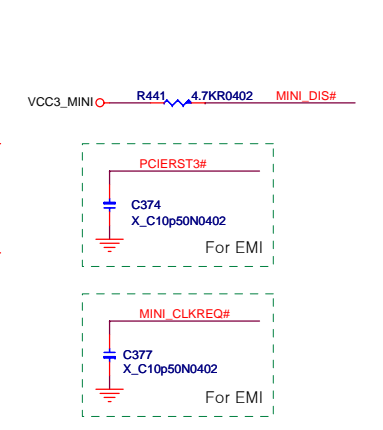 VCC3_MINI R441 4.7KR0402 MINI_DIS#
PCIERST3#
C374
X_C10p50N0402
For EMI
MINI_CLKREQ#
C377
X_C10p50N0402
For EMI